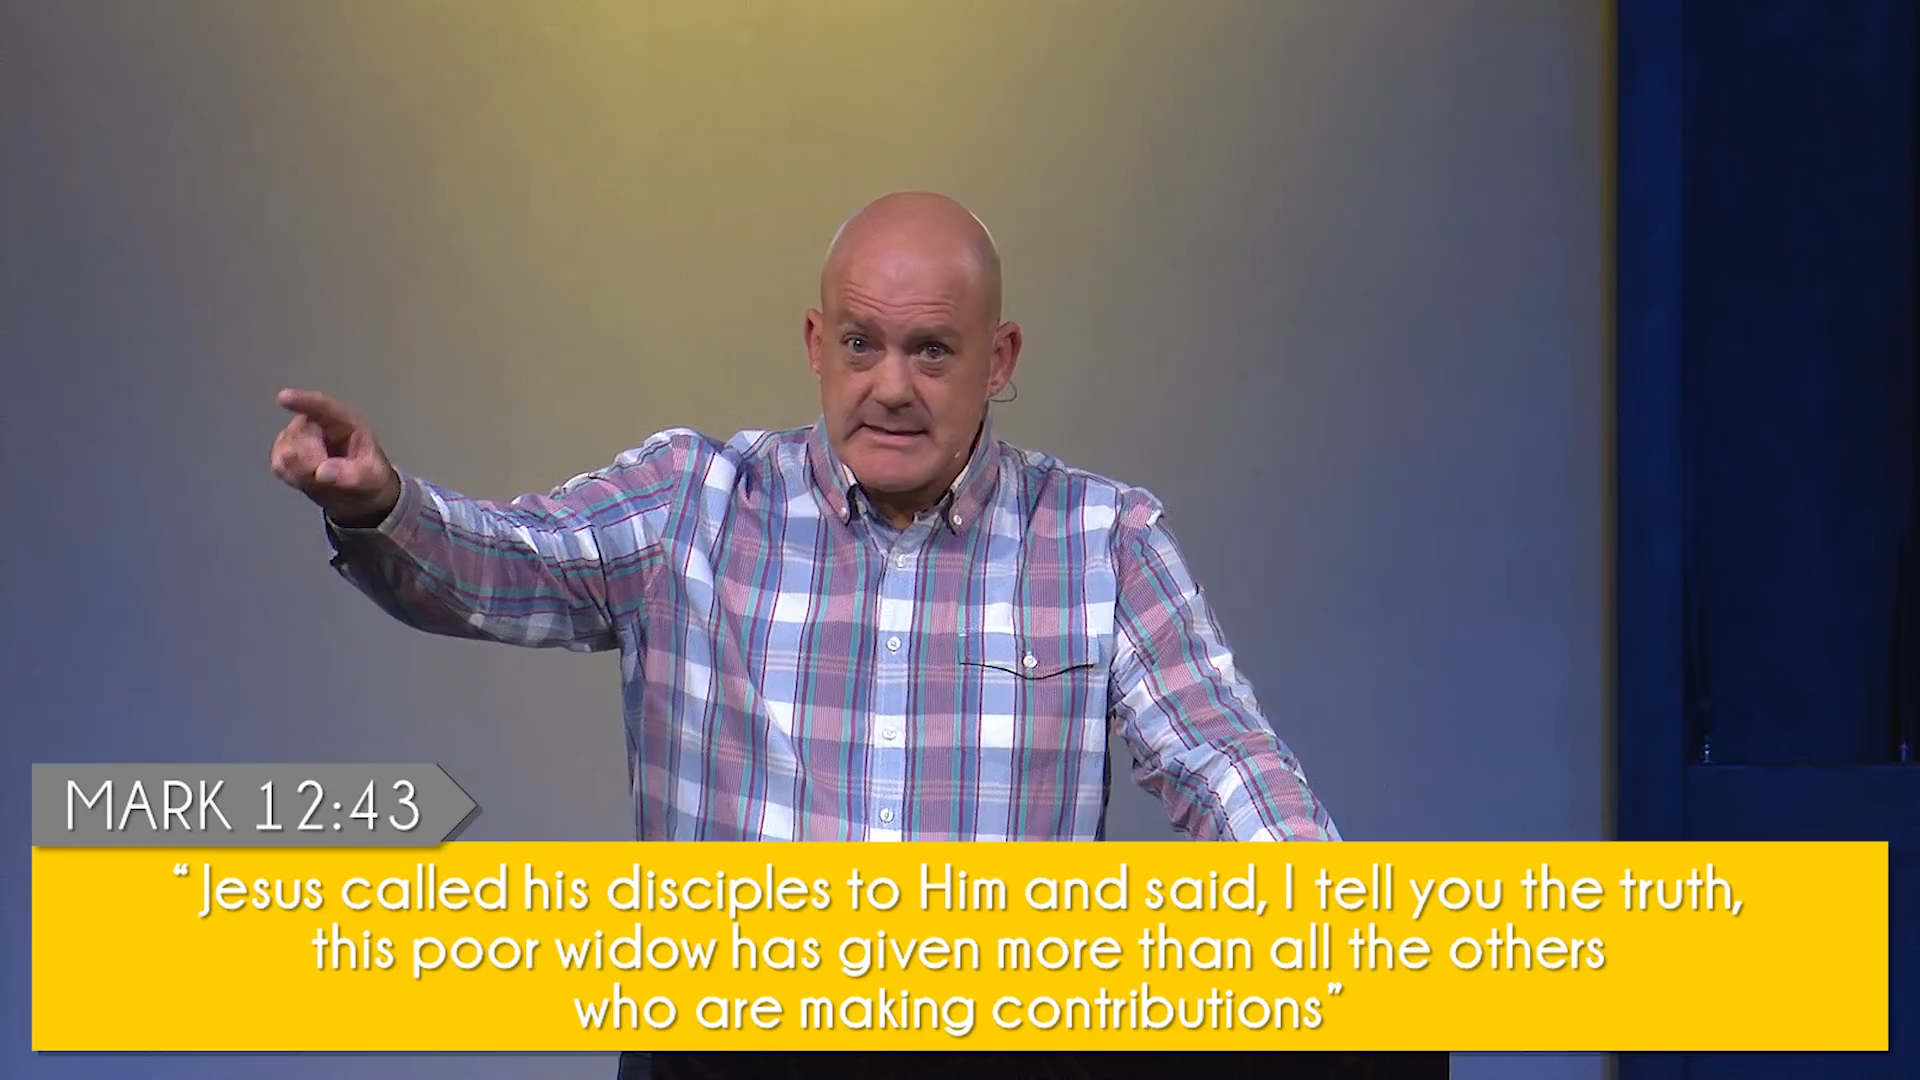 MARK 12:43
“Jesus called his disciples to Him and said, I tell you the truth,
this poor widow has given more than all the others
who are making contributions”